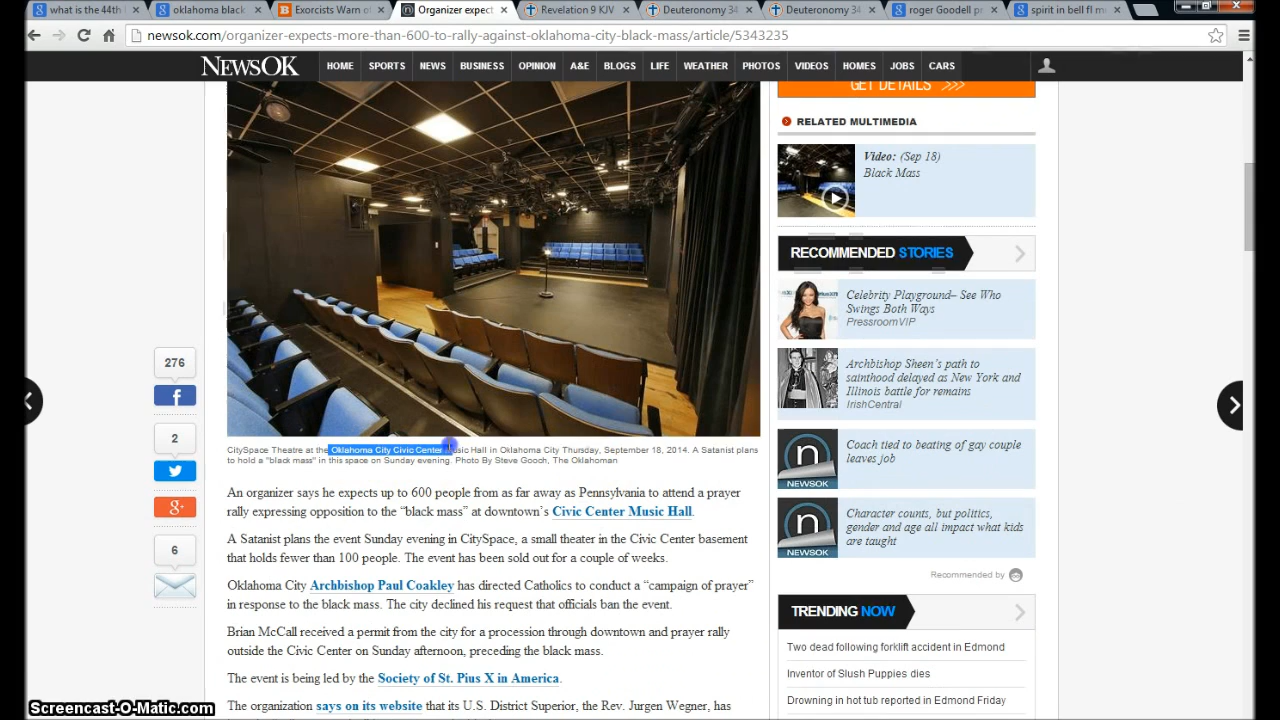 what is the 44th
oklahoma black
Exorcists Warn o
Organizer expect
Revelation 9 KJV
Deuteronomy 34
Deuteronomy 34
roger Goodell p
spirit in bell fl m
newsok.com/organizer-expects-more-than-600-to-rally-against-oklahoma-city-black-mass/article/5343235
NEWSOK
HOME SPORTS NEWS BUSINESS OPINION A&E BLOGS LIFE WEATHER PHOTOS VIDEOS HOMES JOBS CARS
GET DETAILS >>>
RELATED MULTIMEDIA
Video: (Sep 18)
Black Mass
RECOMMENDED STORIES
Celebrity Playground– See Who
Swings Both Ways
PressroomVIP
Archbishop Sheen's path to
sainthood delayed as New York and
Illinois battle for remains
IrishCentral
n
NEWSOK
Coach tied to beating of gay couple
leaves job
n
NEWSOK
Character counts, but politics,
gender and age all impact what kids
are taught
Recommended by
TRENDING NOW
Two dead following forklift accident in Edmond
Inventor of Slush Puppies dies
Drowning in hot tub reported in Edmond Friday
276
f
2
g+
6
CitySpace Theatre at the Oklahoma City Civic Center Music Hall in Oklahoma City Thursday, September 18, 2014. A Satanist plans
to hold a "black mass" in this space on Sunday evening. Photo By Steve Gooch, The Oklahoman
An organizer says he expects up to 600 people from as far away as Pennsylvania to attend a prayer
rally expressing opposition to the “black mass” at downtown’s Civic Center Music Hall.
A Satanist plans the event Sunday evening in CitySpace, a small theater in the Civic Center basement
that holds fewer than 100 people. The event has been sold out for a couple of weeks.
Oklahoma City Archbishop Paul Coakley has directed Catholics to conduct a “campaign of prayer”
in response to the black mass. The city declined his request that officials ban the event.
Brian McCall received a permit from the city for a procession through downtown and prayer rally
outside the Civic Center on Sunday afternoon, preceding the black mass.
The event is being led by the Society of St. Pius X in America.
The organization says on its website that its U.S. District Superior, the Rev. Jurgen Wegner, has
Screencast-O-Matic.com